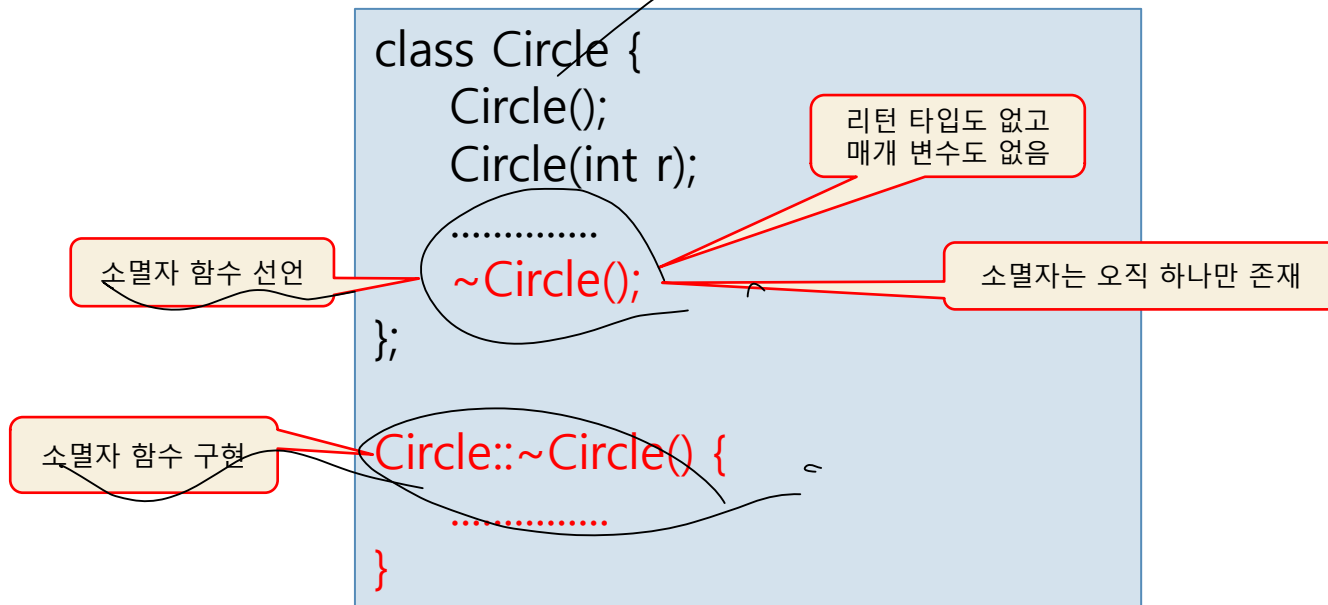 class Circle {
Circle();
Circle(int r);
리턴 타입도 없고
매개 변수도 없음
..............
소멸자 함수 선언
~Circle();
소멸자는 오직 하나만 존재
};
소멸자 함수 구현
Circle::~Circle() {
...............
}